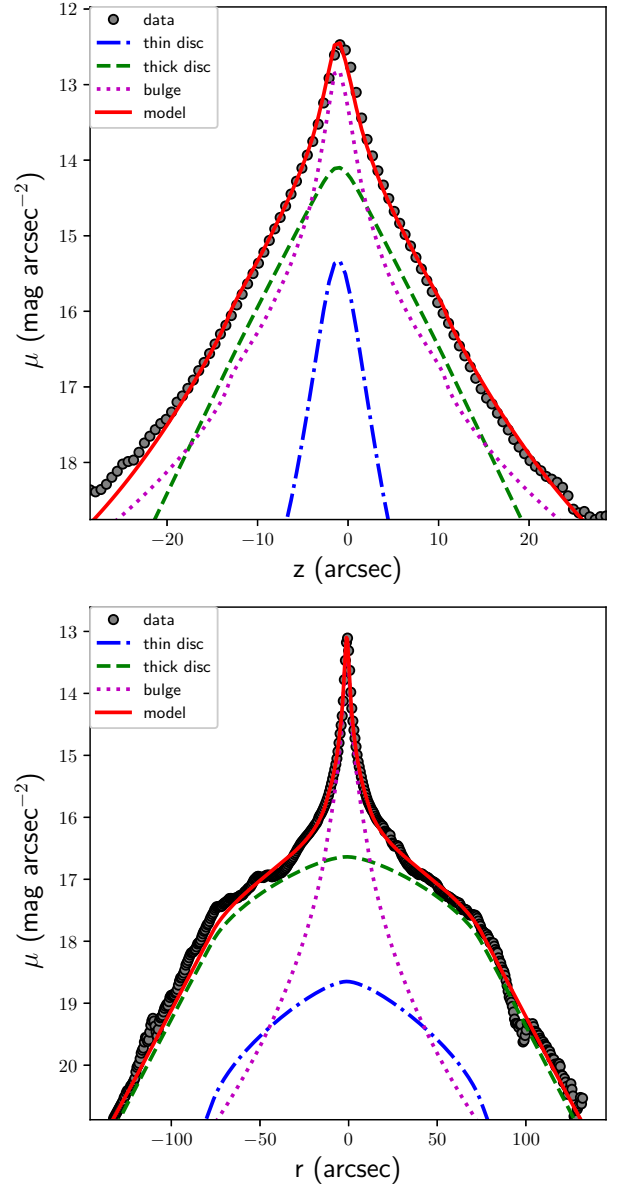 12
13
14
15
16
17
18
μ (mag arcsec⁻²)
data
thin disc
thick disc
bulge
model
−20 −10 0 10 20
z (arcsec)
13
14
15
16
17
18
19
20
μ (mag arcsec⁻²)
data
thin disc
thick disc
bulge
model
−100 −50 0 50 100
r (arcsec)